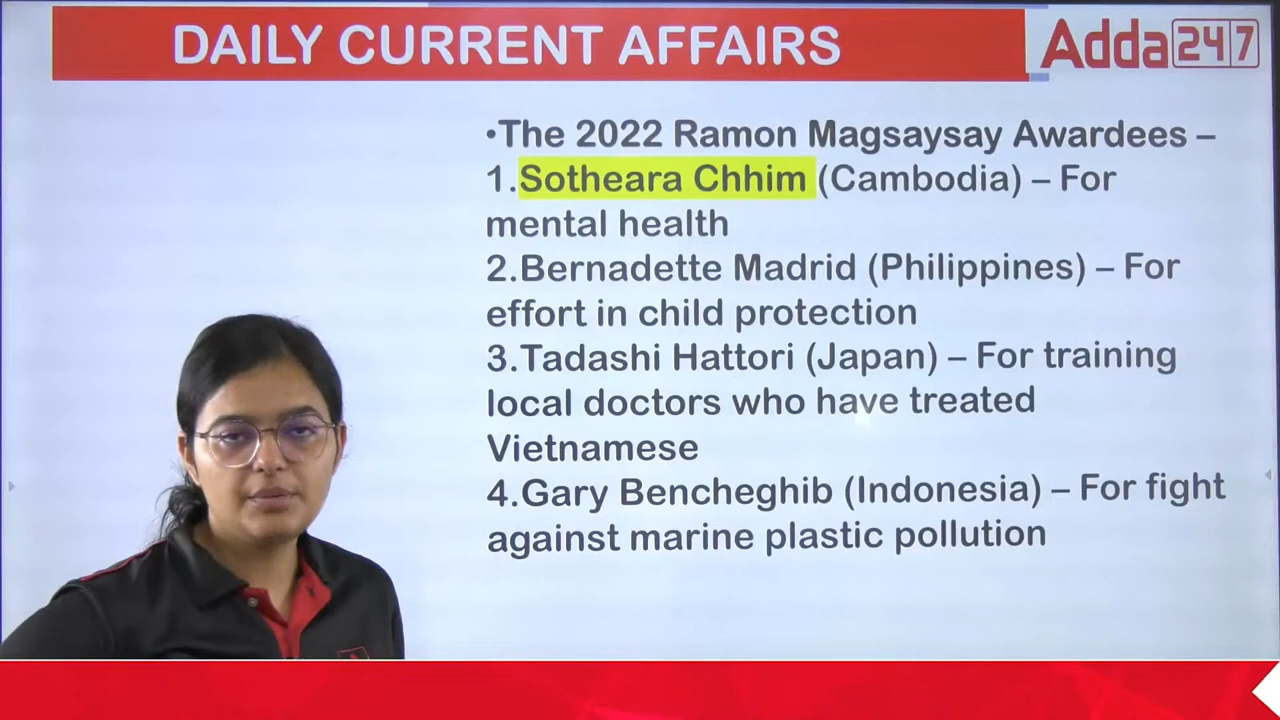 DAILY CURRENT AFFAIRS
Adda247
•The 2022 Ramon Magsaysay Awardees –
1.Sotheara Chhim (Cambodia) – For
mental health
2.Bernadette Madrid (Philippines) – For
effort in child protection
3.Tadashi Hattori (Japan) – For training
local doctors who have treated
Vietnamese
4.Gary Bencheghib (Indonesia) – For fight
against marine plastic pollution